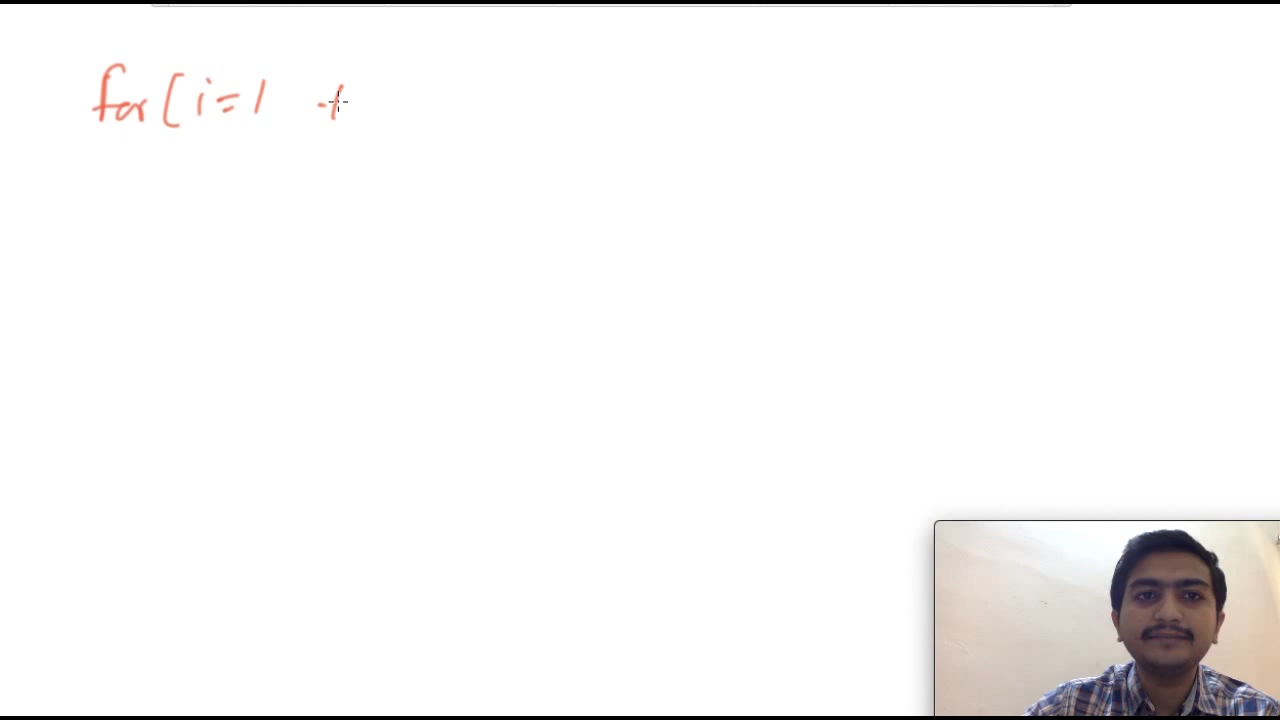 for [ i = 1 t